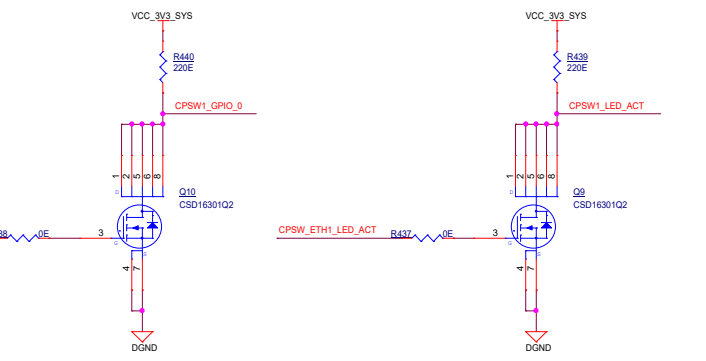 VCC_3V3_SYS
R440
220E
CPSW1_GPIO_0
1
2
5
6
8
D
Q10
CSD16301Q2
38
0E
3
G
S
4
7
DGND
VCC_3V3_SYS
R439
220E
CPSW1_LED_ACT
1
2
5
6
8
D
Q9
CSD16301Q2
CPSW_ETH1_LED_ACT
R437
0E
3
G
S
4
7
DGND